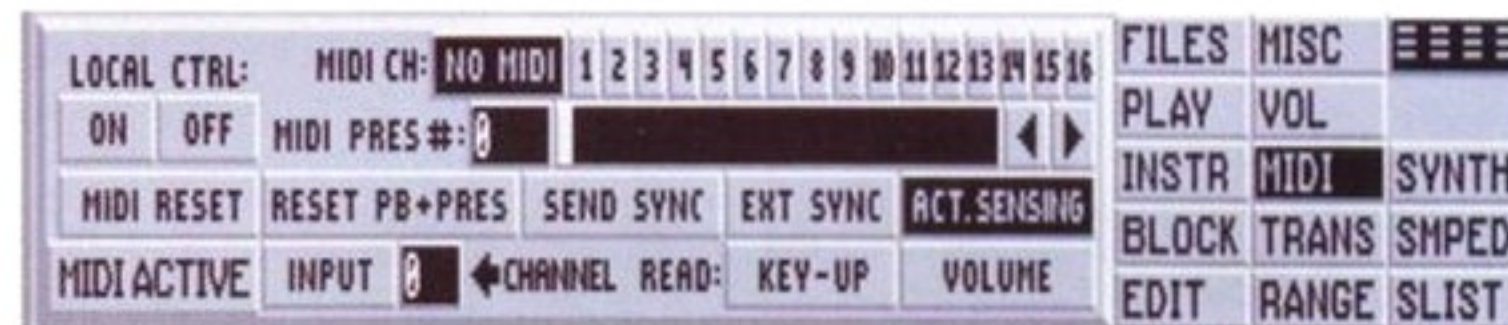 LOCAL CTRL: MIDI CH: NO MIDI 1 2 3 4 5 6 7 8 9 10 11 12 13 14 15 16
ON OFF MIDI PRES #: 0
MIDI RESET RESET PB+PRES SEND SYNC EXT SYNC ACT.SENSING
MIDI ACTIVE INPUT 0 CHANNEL READ: KEY-UP VOLUME
FILES MISC
PLAY VOL
INSTR MIDI SYNTH
BLOCK TRANS SMPED
EDIT RANGE SLIST